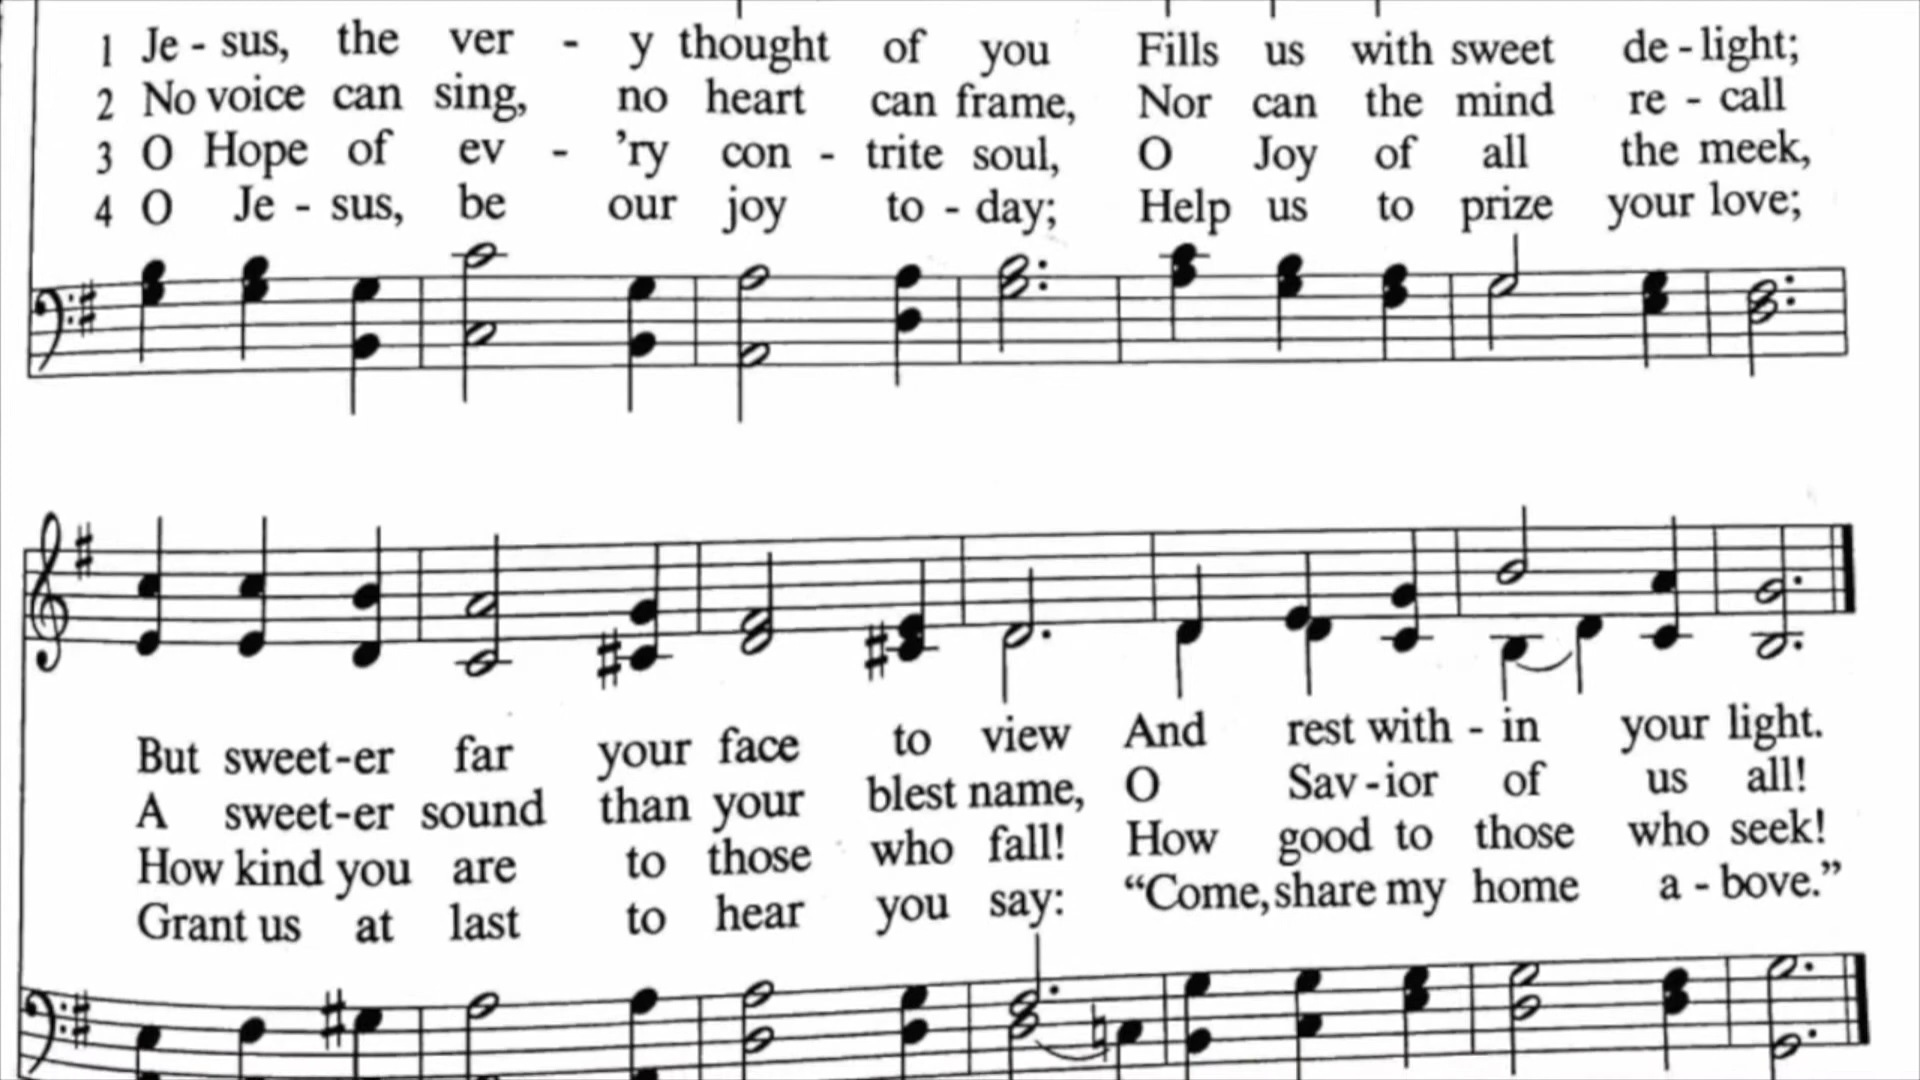 1 Je - sus, the ver - y thought of you Fills us with sweet de - light;
2 No voice can sing, no heart can frame, Nor can the mind re - call
3 O Hope of ev - 'ry con - trite soul, O Joy of all the meek,
4 O Je - sus, be our joy to - day; Help us to prize your love;
But sweet-er far your face to view And rest with - in your light.
A sweet-er sound than your blest name, O Sav - ior of us all!
How kind you are to those who fall! How good to those who seek!
Grant us at last to hear you say: “Come, share my home a - bove.”